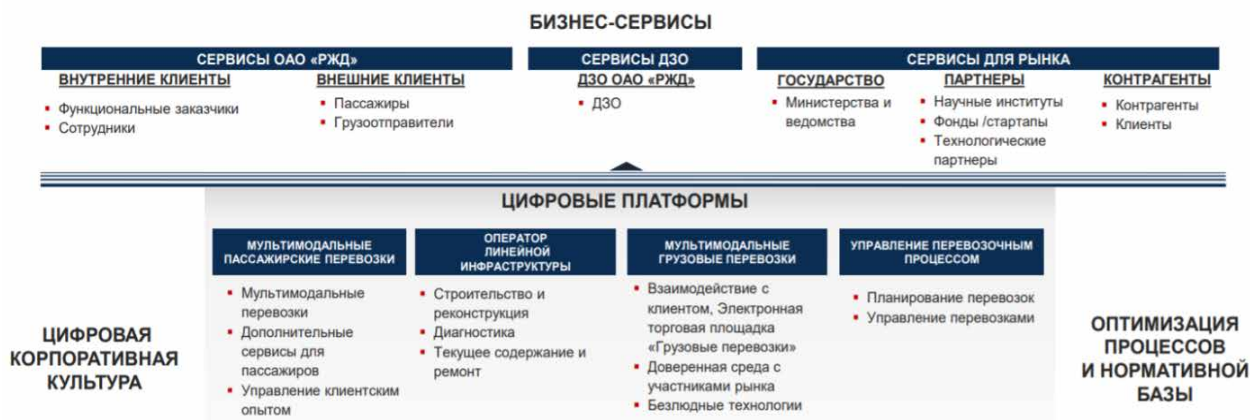 БИЗНЕС-СЕРВИСЫ
СЕРВИСЫ ОАО «РЖД»
ВНУТРЕННИЕ КЛИЕНТЫ
▪ Функциональные заказчики
▪ Сотрудники
ВНЕШНИЕ КЛИЕНТЫ
▪ Пассажиры
▪ Грузоотправители
СЕРВИСЫ ДЗО
ДЗО ОАО «РЖД»
▪ ДЗО
СЕРВИСЫ ДЛЯ РЫНКА
ГОСУДАРСТВО
▪ Министерства и
ведомства
ПАРТНЕРЫ
▪ Научные институты
▪ Фонды /стартапы
▪ Технологические
партнеры
КОНТРАГЕНТЫ
▪ Контрагенты
▪ Клиенты
ЦИФРОВЫЕ ПЛАТФОРМЫ
ЦИФРОВАЯ
КОРПОРАТИВНАЯ
КУЛЬТУРА
МУЛЬТИМОДАЛЬНЫЕ
ПАССАЖИРСКИЕ ПЕРЕВОЗКИ
▪ Мультимодальные
перевозки
▪ Дополнительные
сервисы для
пассажиров
▪ Управление клиентским
опытом
ОПЕРАТОР
ЛИНЕЙНОЙ
ИНФРАСТРУКТУРЫ
▪ Строительство и
реконструкция
▪ Диагностика
▪ Текущее содержание и
ремонт
МУЛЬТИМОДАЛЬНЫЕ
ГРУЗОВЫЕ ПЕРЕВОЗКИ
▪ Взаимодействие с
клиентом, Электронная
торговая площадка
«Грузовые перевозки»
▪ Доверенная среда с
участниками рынка
▪ Безлюдные технологии
УПРАВЛЕНИЕ ПЕРЕВОЗОЧНЫМ
ПРОЦЕССОМ
▪ Планирование перевозок
▪ Управление перевозками
ОПТИМИЗАЦИЯ
ПРОЦЕССОВ
И НОРМАТИВНОЙ
БАЗЫ